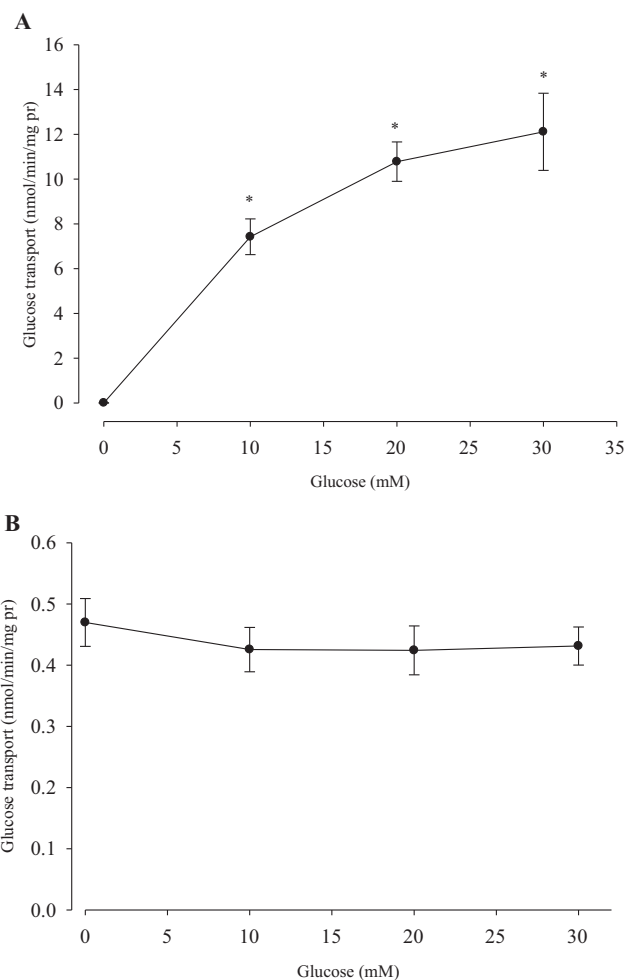 A
16
14
12
10
8
6
4
2
0
Glucose transport (nmol/min/mg pr)
*
*
*
0 5 10 15 20 25 30 35
Glucose (mM)
B
0.6
0.5
0.4
0.3
0.2
0.1
0.0
Glucose transport (nmol/min/mg pr)
0 5 10 15 20 25 30
Glucose (mM)